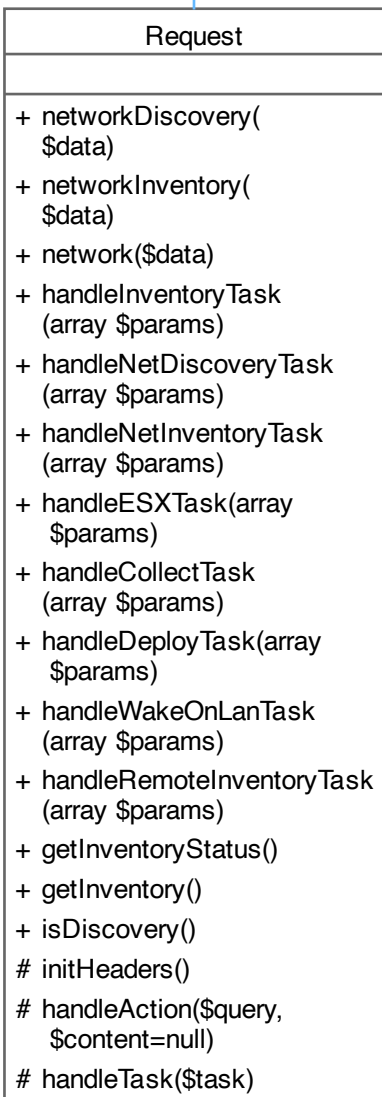 Request
+ networkDiscovery(
$data)
+ networkInventory(
$data)
+ network($data)
+ handleInventoryTask
(array $params)
+ handleNetDiscoveryTask
(array $params)
+ handleNetInventoryTask
(array $params)
+ handleESXTask(array
$params)
+ handleCollectTask
(array $params)
+ handleDeployTask(array
$params)
+ handleWakeOnLanTask
(array $params)
+ handleRemoteInventoryTask
(array $params)
+ getInventoryStatus()
+ getInventory()
+ isDiscovery()
# initHeaders()
# handleAction($query,
$content=null)
# handleTask($task)